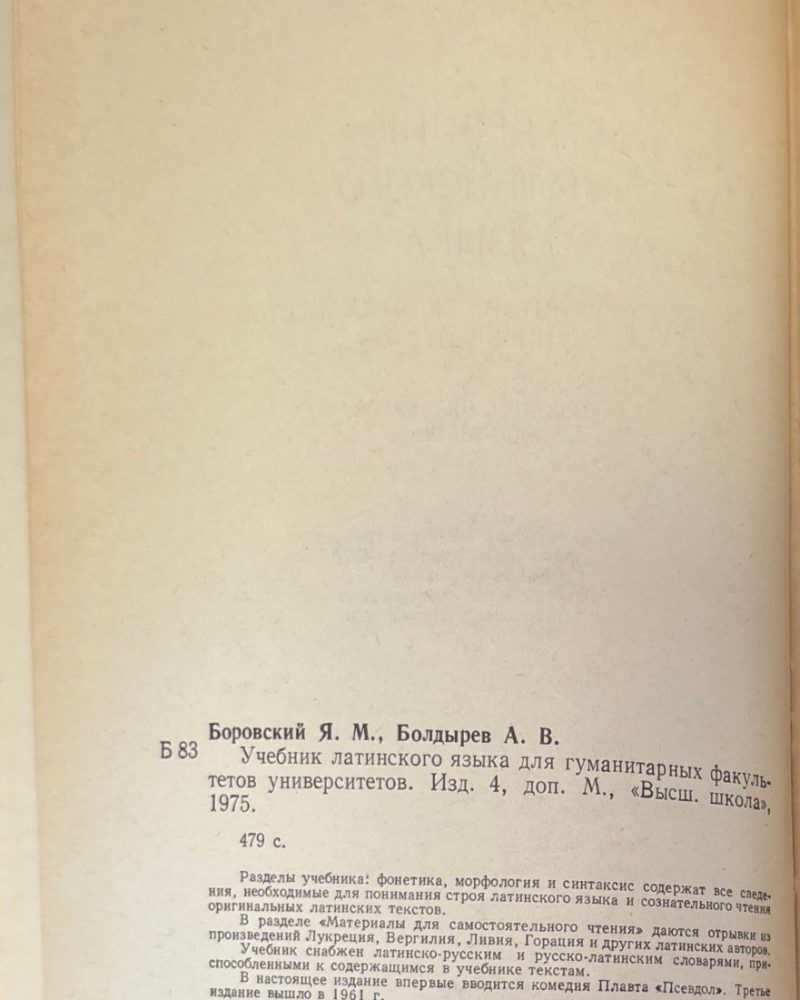 Боровский Я. М., Болдырев А. В.
Б 83
Учебник латинского языка для гуманитарных факуль-
тетов университетов. Изд. 4, доп. М., «Высш. школа»,
1975.
479 с.
Разделы учебника: фонетика, морфология и синтаксис содержат все сведе-
ния, необходимые для понимания строя латинского языка и сознательного чтения
оригинальных латинских текстов.
В разделе «Материалы для самостоятельного чтения» даются отрывки из
произведений Лукреция, Вергилия, Ливия, Горация и других латинских авторов.
Учебник снабжен латинско-русским и русско-латинским словарями, при-
способленными к содержащимся в учебнике текстам.
В настоящее издание впервые вводится комедия Плавта «Псевдол». Третье
издание вышло в 1961 г.